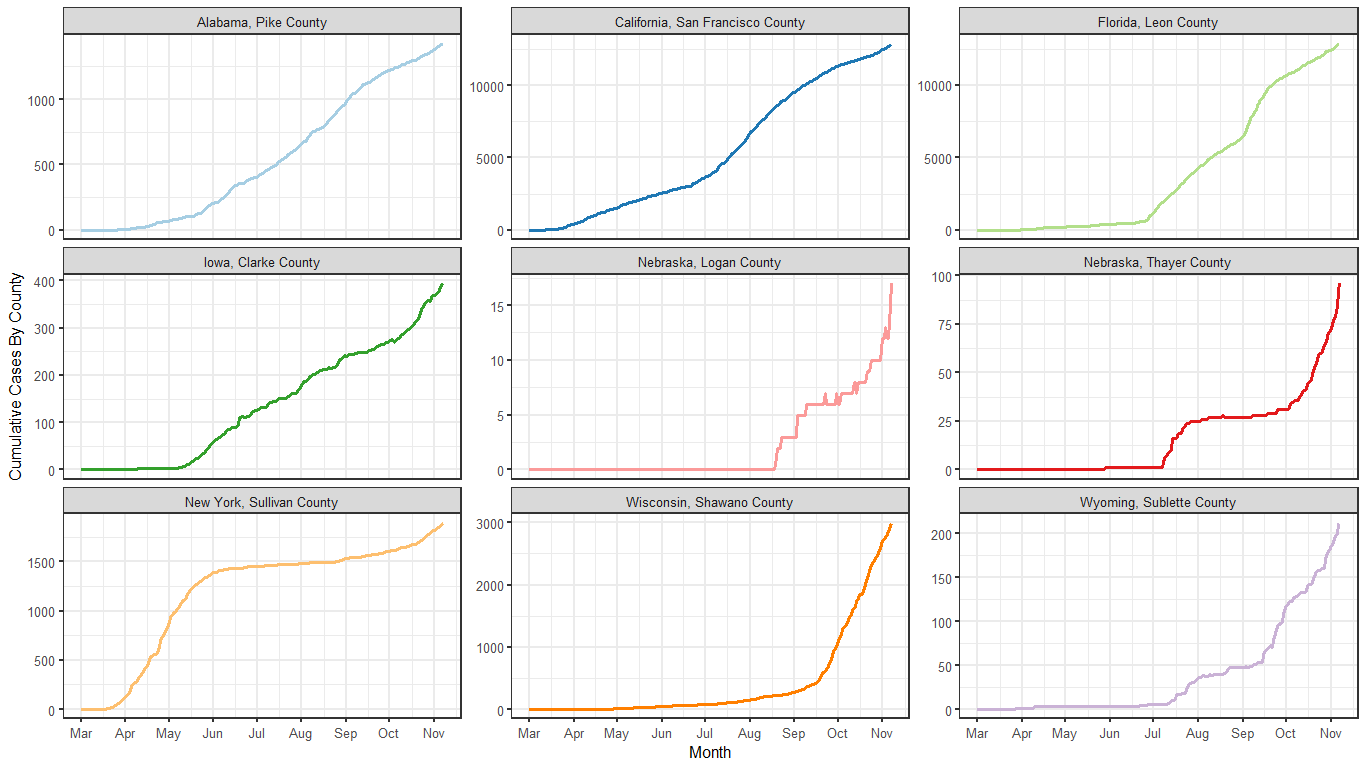 Alabama, Pike County
California, San Francisco County
Florida, Leon County
1000
500
0
10000
5000
0
10000
5000
0
Iowa, Clarke County
Nebraska, Logan County
Nebraska, Thayer County
400
300
200
100
0
15
10
5
0
100
75
50
25
0
Cumulative Cases By County
New York, Sullivan County
Wisconsin, Shawano County
Wyoming, Sublette County
1500
1000
500
0
3000
2000
1000
0
200
150
100
50
0
Mar Apr May Jun Jul Aug Sep Oct Nov
Mar Apr May Jun Jul Aug Sep Oct Nov
Mar Apr May Jun Jul Aug Sep Oct Nov
Month